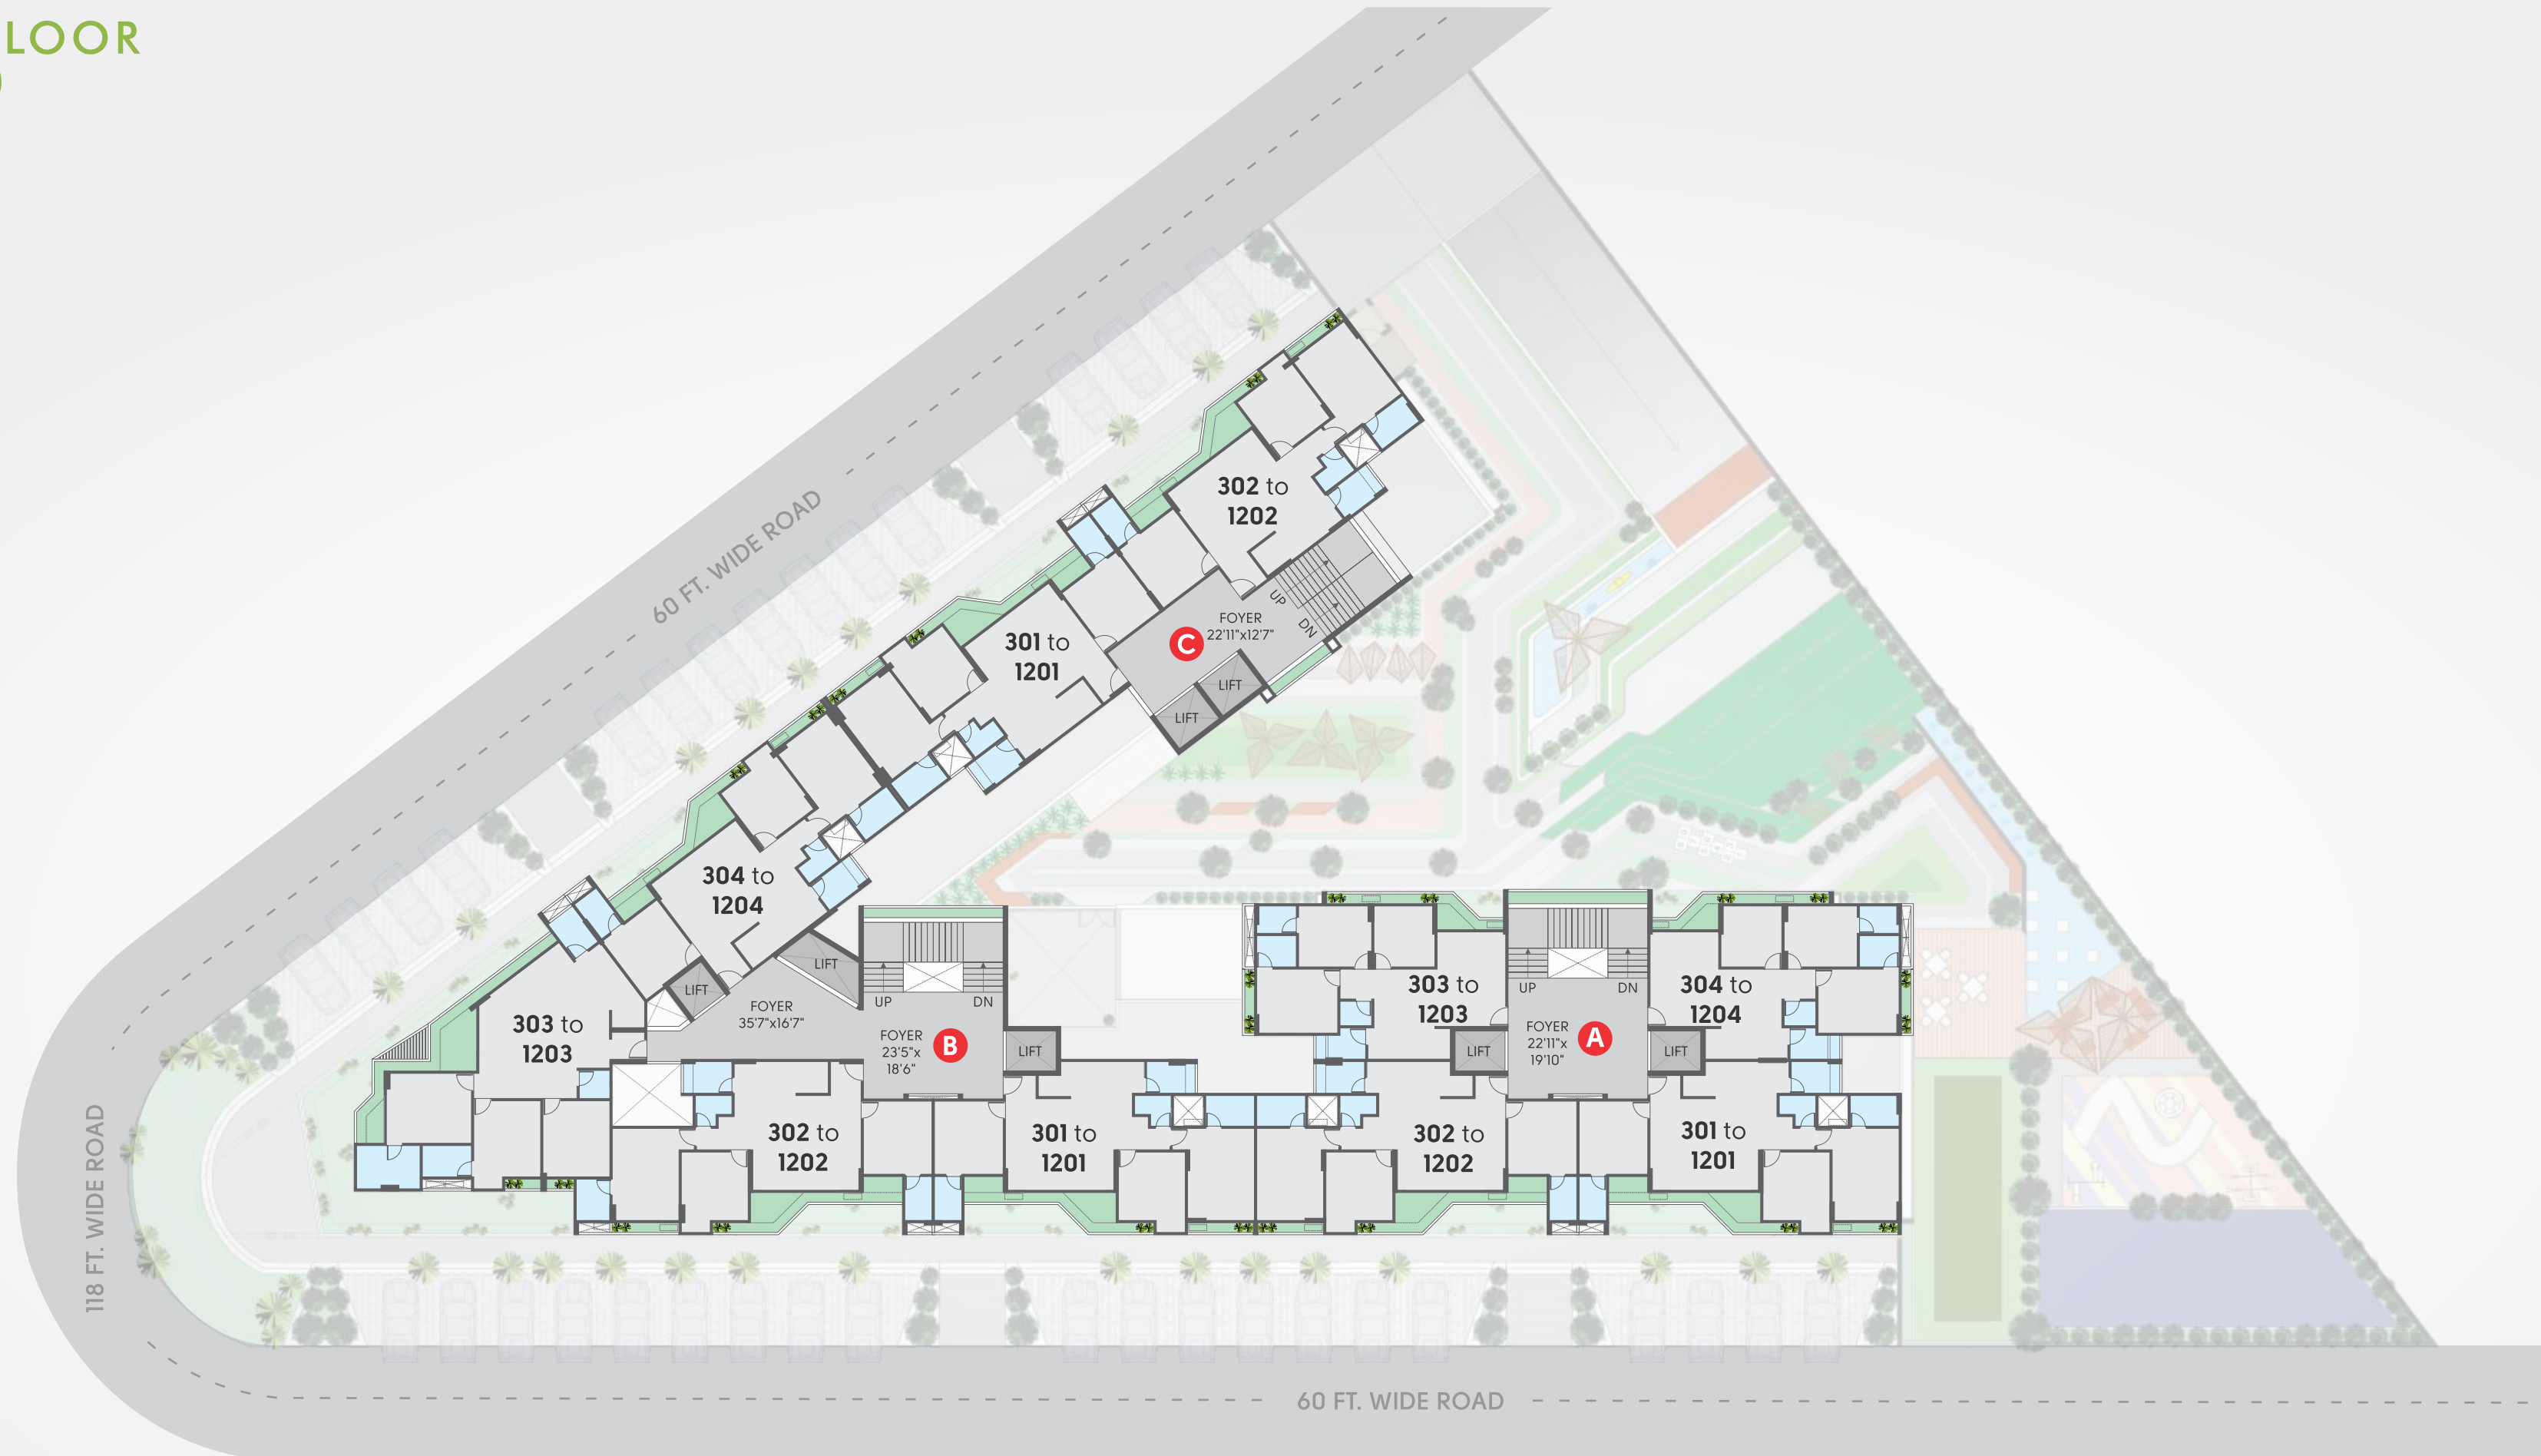 LOOR
60 FT. WIDE ROAD
302 to
1202
UP
DN
FOYER
22'11"x12'7"
C
LIFT
LIFT
301 to
1201
304 to
1204
LIFT
LIFT
FOYER
35'7"x16'7"
303 to
1203
UP
DN
FOYER
23'5"x
18'6"
B
LIFT
302 to
1202
301 to
1201
303 to
1203
304 to
1204
UP
DN
FOYER
22'11"x
19'10"
A
LIFT
LIFT
302 to
1202
301 to
1201
118 FT. WIDE ROAD
60 FT. WIDE ROAD